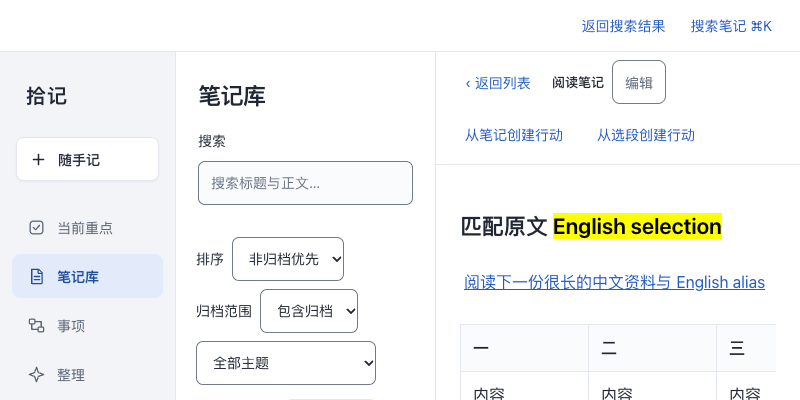 返回搜索结果 搜索笔记 ⌘K
拾记
随手记
当前重点
笔记库
事项
整理
笔记库
搜索
搜索标题与正文...
排序 非归档优先
归档范围 包含归档
全部主题
‹ 返回列表 阅读笔记 编辑
从笔记创建行动 从选段创建行动
匹配原文 English selection
阅读下一份很长的中文资料与 English alias
一 二 三
内容 内容 内容